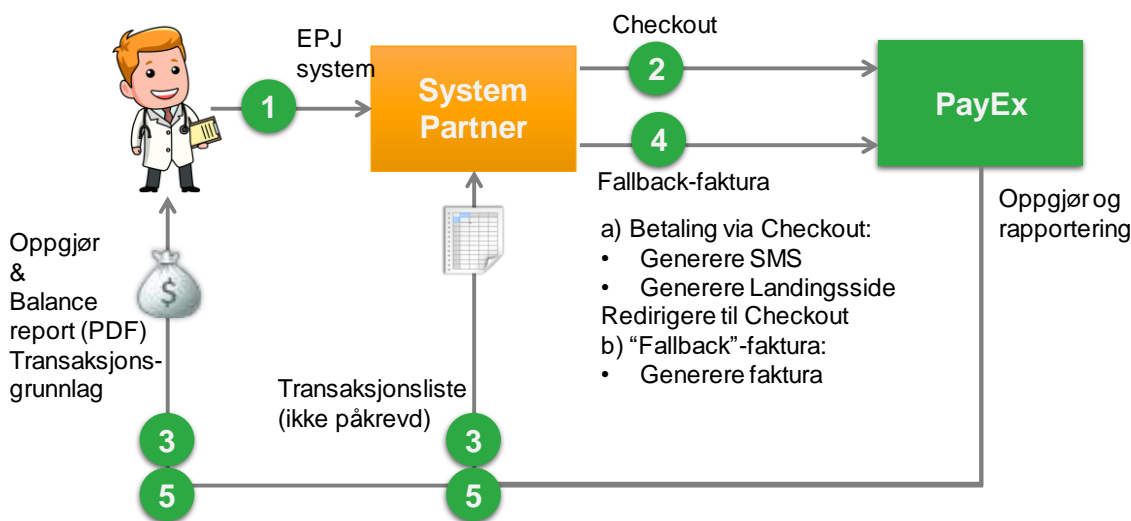 EPJ
system
1
System
Partner
Checkout
2
4
Fallback-faktura
PayEx
Oppgjør og
rapportering
a) Betaling via Checkout:
• Generere SMS
• Generere Landingsside
Redirigere til Checkout
b) “Fallback”-faktura:
• Generere faktura
Oppgjør
&
Balance
report (PDF)
Transaksjons-
grunnlag
$
Transaksjonsliste
(ikke påkrevd)
3
5
3
5